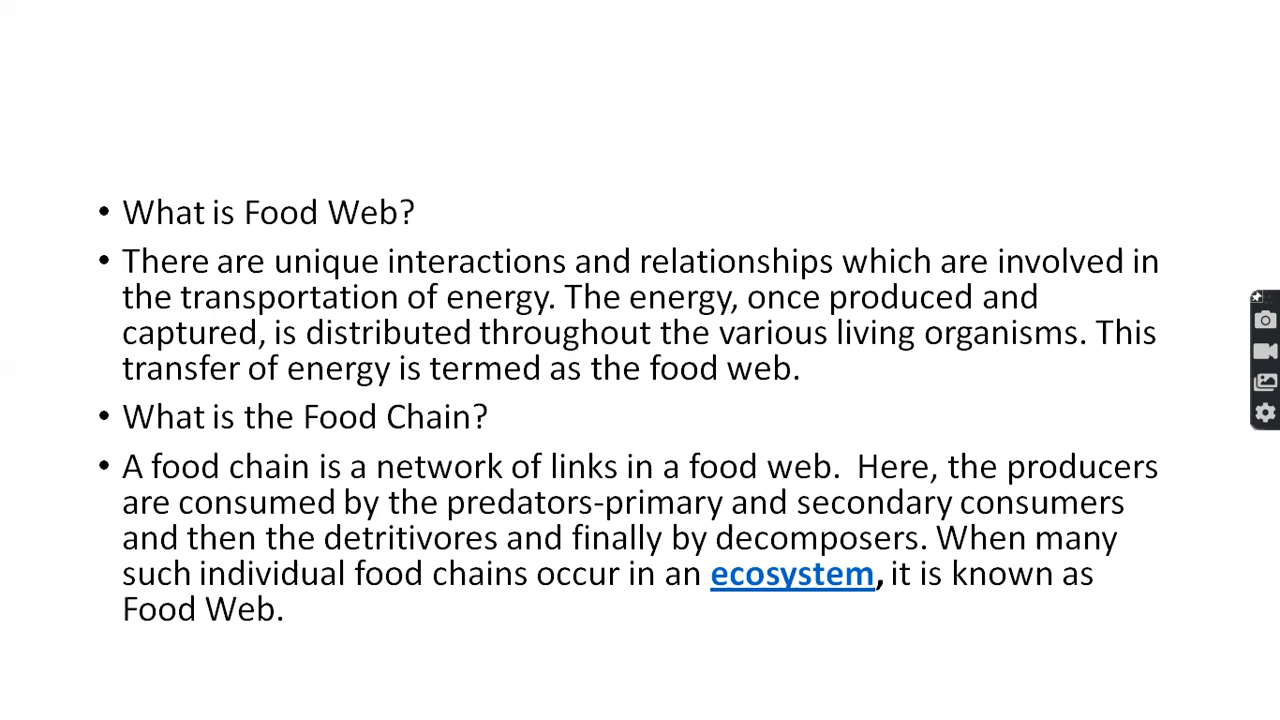 • What is Food Web?
• There are unique interactions and relationships which are involved in
the transportation of energy. The energy, once produced and
captured, is distributed throughout the various living organisms. This
transfer of energy is termed as the food web.
• What is the Food Chain?
• A food chain is a network of links in a food web.  Here, the producers
are consumed by the predators-primary and secondary consumers
and then the detritivores and finally by decomposers. When many
such individual food chains occur in an ecosystem, it is known as
Food Web.